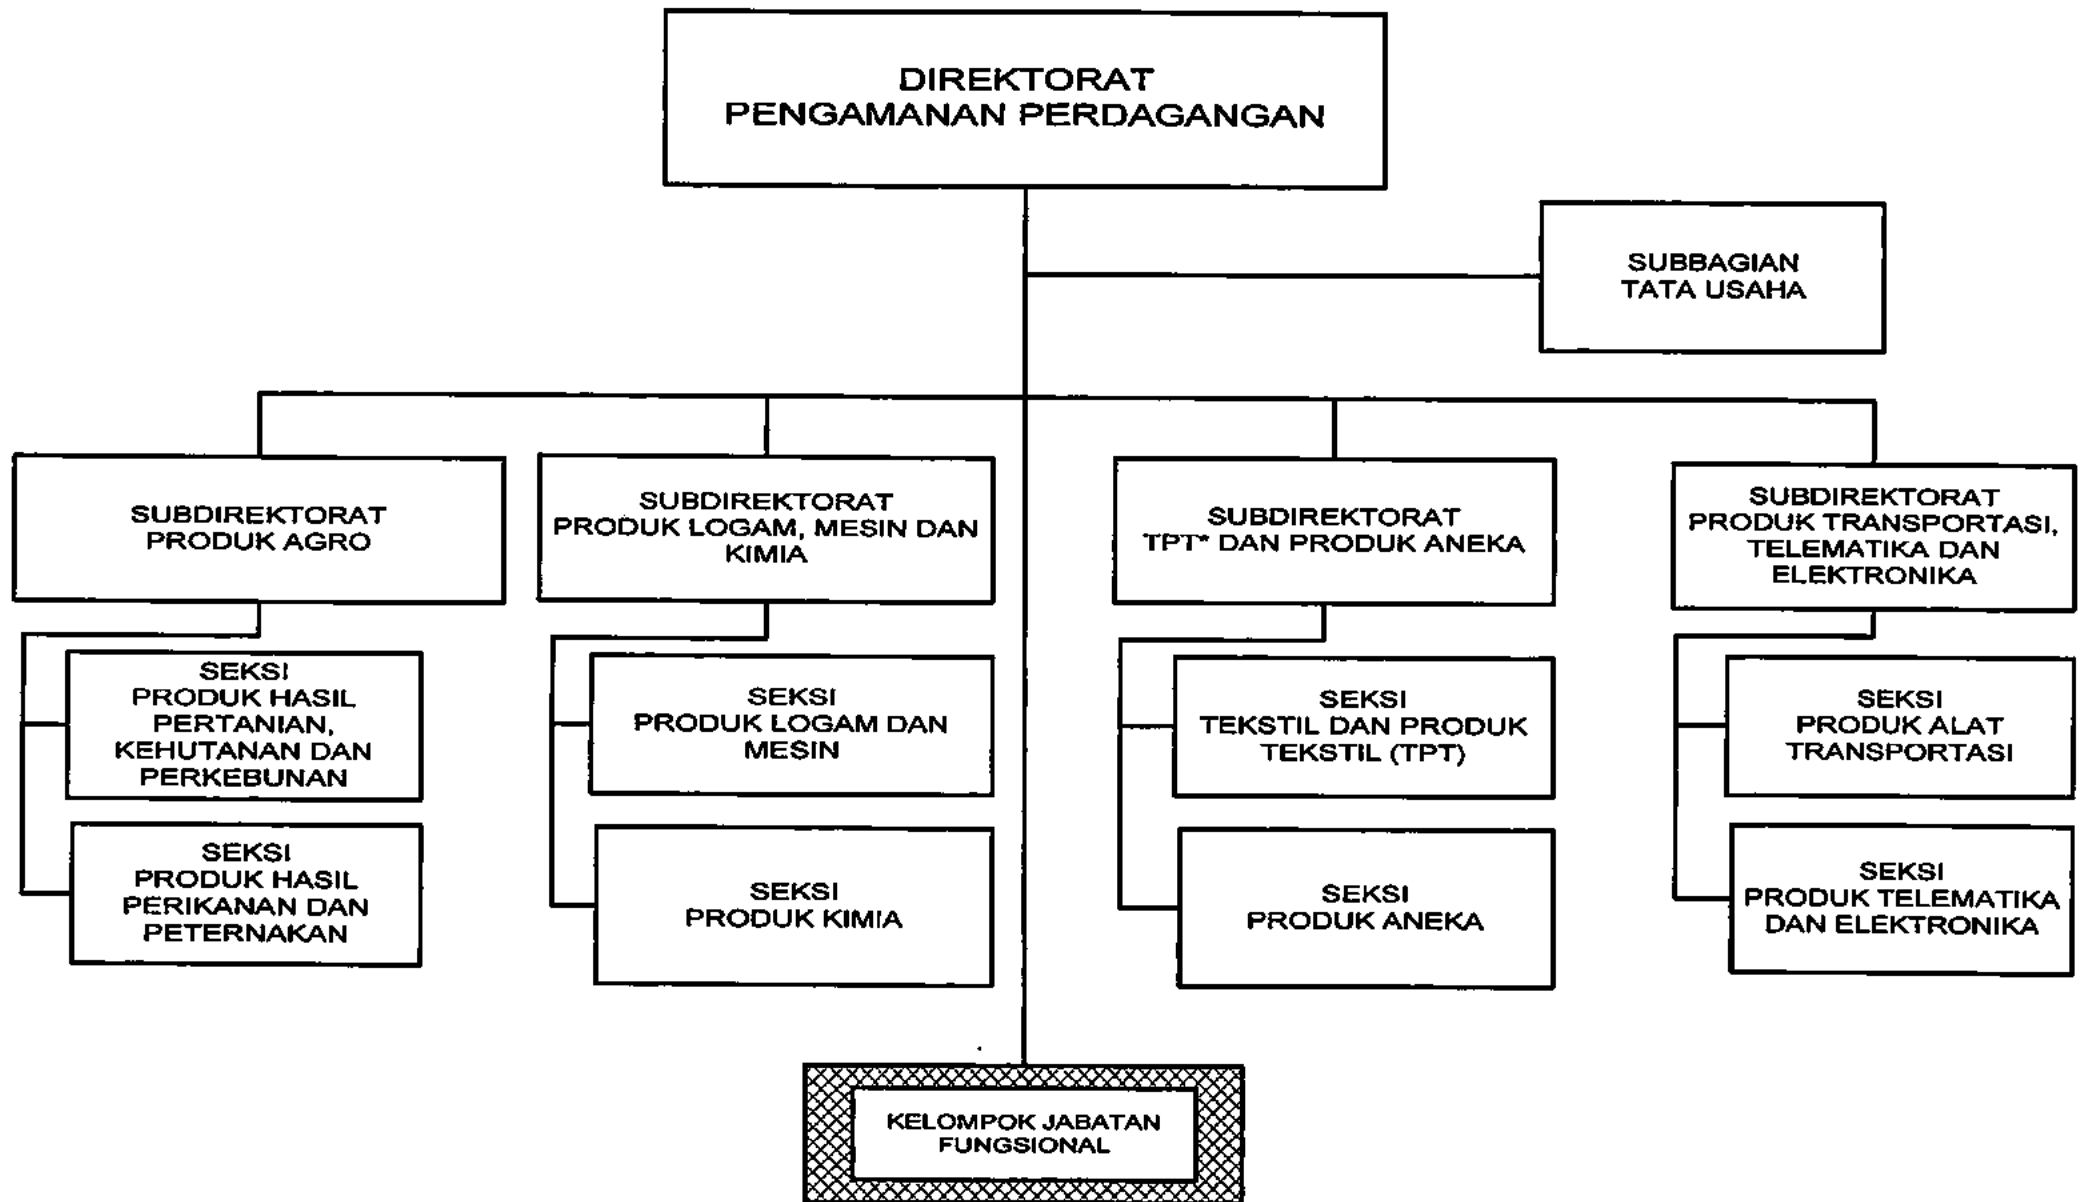 DIREKTORAT
PENGAMANAN PERDAGANGAN
SUBBAGIAN
TATA USAHA
SUBDIREKTORAT
PRODUK AGRO
SUBDIREKTORAT
PRODUK LOGAM, MESIN DAN
KIMIA
SUBDIREKTORAT
TPT* DAN PRODUK ANEKA
SUBDIREKTORAT
PRODUK TRANSPORTASI,
TELEMATIKA DAN
ELEKTRONIKA
SEKSI
PRODUK HASIL
PERTANIAN,
KEHUTANAN DAN
PERKEBUNAN
SEKSI
PRODUK LOGAM DAN
MESIN
SEKSI
TEKSTIL DAN PRODUK
TEKSTIL (TPT)
SEKSI
PRODUK ALAT
TRANSPORTASI
SEKSI
PRODUK HASIL
PERIKANAN DAN
PETERNAKAN
SEKSI
PRODUK KIMIA
SEKSI
PRODUK ANEKA
SEKSI
PRODUK TELEMATIKA
DAN ELEKTRONIKA
KELOMPOK JABATAN
FUNGSIONAL